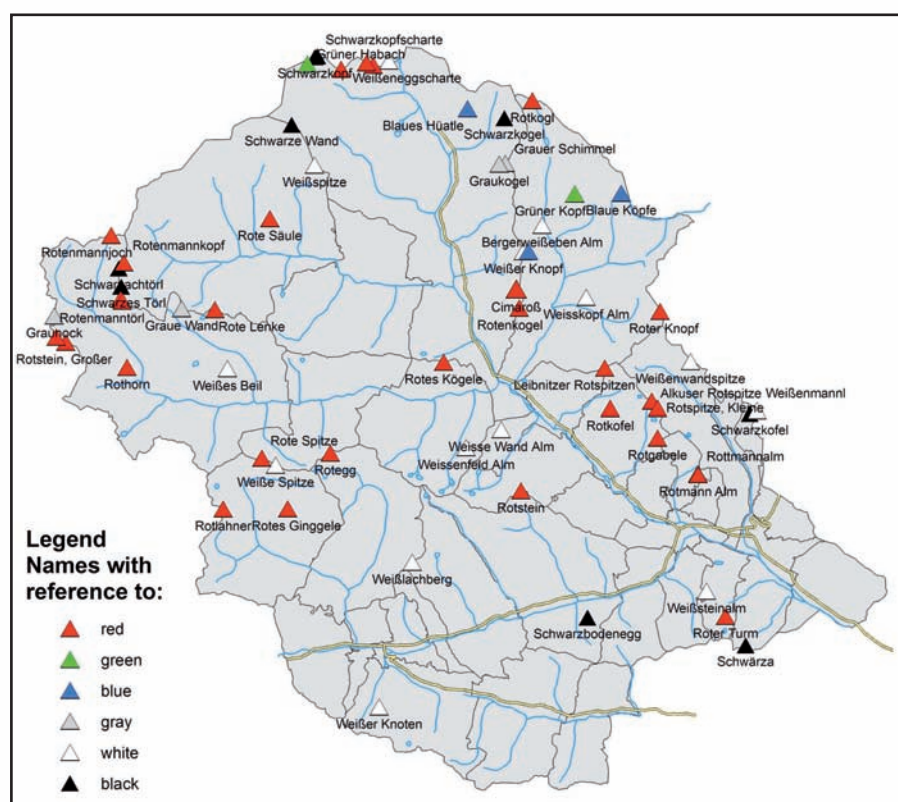 Schwarzkopfscharte
Grüner Habach
Schwarzkopf
Weißeneggscharte
Blaues Hüatle
Rotkogl
Schwarzkogel
Schwarze Wand
Grauer Schimmel
Weißspitze
Graukogel
Grüner Kopf
Blaue Köpfe
Rote Säule
Bergerweißeben Alm
Rotenmannjoch
Rotenmannkopf
Weißer Knopf
Schwarzachtörl
Cimaroß
Weisskopf Alm
Schwarzes Törl
Rotenmanntörl
Rotenkogel
Roter Knopf
Graue Wand
Rote Lenke
Grauhock
Rotstein, Großer
Weißenwandspitze
Rothorn
Weißes Beil
Rotes Kögele
Leibnitzer Rotspitzen
Alkuser Rotspitze
Weißenmannl
Rotspitze, Kleine
Rotkofel
Schwarzkofel
Rote Spitze
Weisse Wand Alm
Rotgabele
Rottmannalm
Rotegg
Weissenfeld Alm
Weiße Spitze
Rotmann Alm
Rotlahner
Rotes Ginggele
Rotstein
Legend
Names with
reference to:
Weißlachberg
Weißsteinalm
red
Schwarzbodenegg
Roter Turm
green
Schwärza
blue
gray
Weißer Knoten
white
black